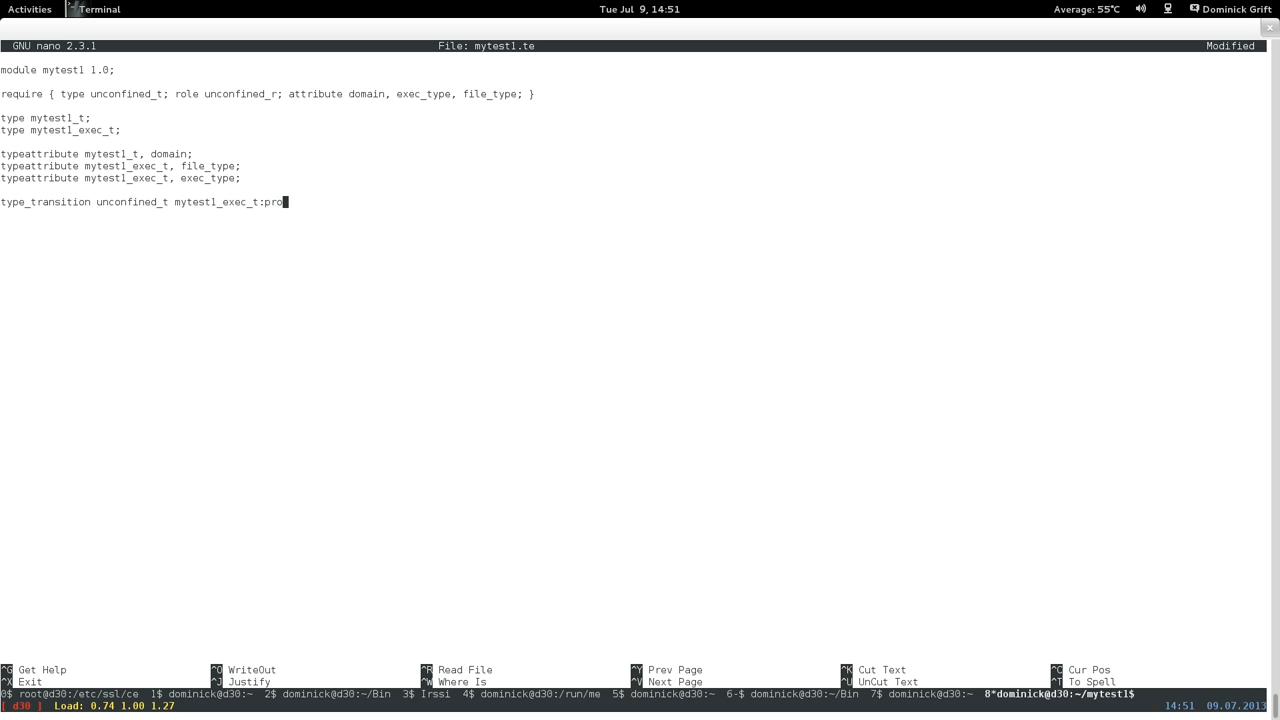 Activities Terminal Tue Jul 9, 14:51 Average: 55°C Dominick Grift
GNU nano 2.3.1 File: mytest1.te Modified
module mytest1 1.0;
require { type unconfined_t; role unconfined_r; attribute domain, exec_type, file_type; }
type mytest1_t;
type mytest1_exec_t;
typeattribute mytest1_t, domain;
typeattribute mytest1_exec_t, file_type;
typeattribute mytest1_exec_t, exec_type;
type_transition unconfined_t mytest1_exec_t:pro
^G Get Help ^O WriteOut ^R Read File ^Y Prev Page ^K Cut Text ^C Cur Pos
^X Exit ^J Justify ^W Where Is ^V Next Page ^U UnCut Text ^T To Spell
0$ root@d30:/etc/ssl/ce 1$ dominick@d30:~ 2$ dominick@d30:~/Bin 3$ Irssi 4$ dominick@d30:/run/me 5$ dominick@d30:~ 6-$ dominick@d30:~/Bin 7$ dominick@d30:~ 8*dominick@d30:~/mytest1$
[ d30 ] Load: 0.74 1.00 1.27 14:51 09.07.2013